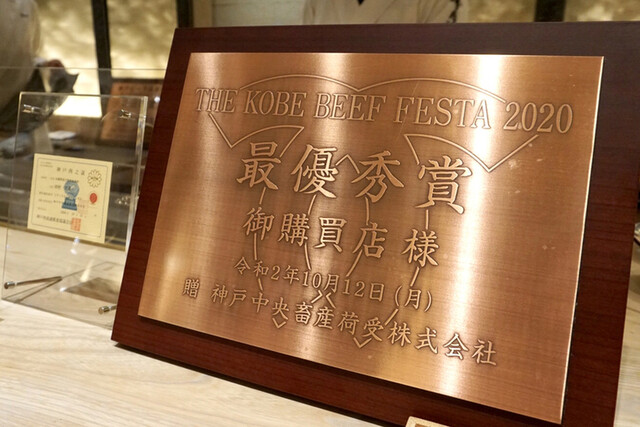 THE KOBE BEEF FESTA 2020
最優秀賞
御購買店様
令和2年10月12日(月)
贈 神戸中央畜産荷受株式会社